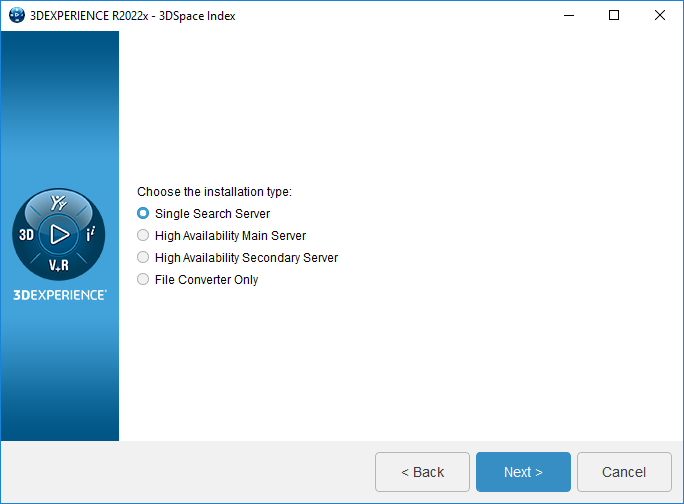 3DEXPERIENCE R2022x - 3DSpace Index
Choose the installation type:
Single Search Server
High Availability Main Server
High Availability Secondary Server
File Converter Only
3D
i²
V+R
3DEXPERIENCE
< Back
Next >
Cancel